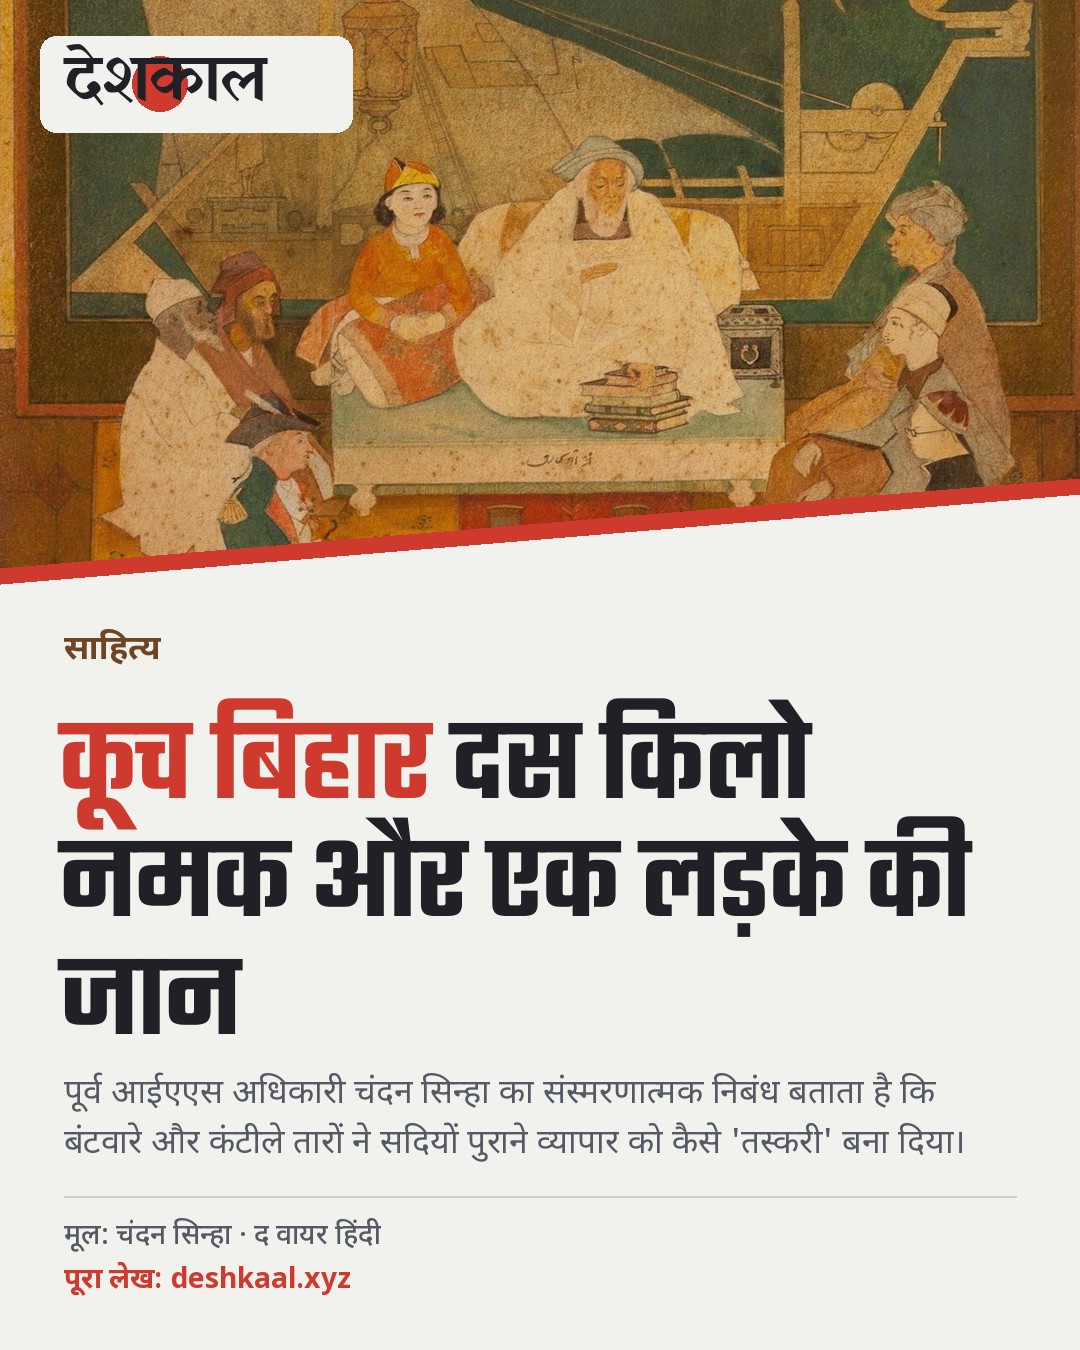 देशकाल
साहित्य
कूच बिहार दस किलो
नमक और एक लड़के की
जान
पूर्व आईएएस अधिकारी चंदन सिन्हा का संस्मरणात्मक निबंध बताता है कि
बंटवारे और कंटीले तारों ने सदियों पुराने व्यापार को कैसे 'तस्करी' बना दिया।
मूल: चंदन सिन्हा · द वायर हिंदी
पूरा लेख: deshkaal.xyz